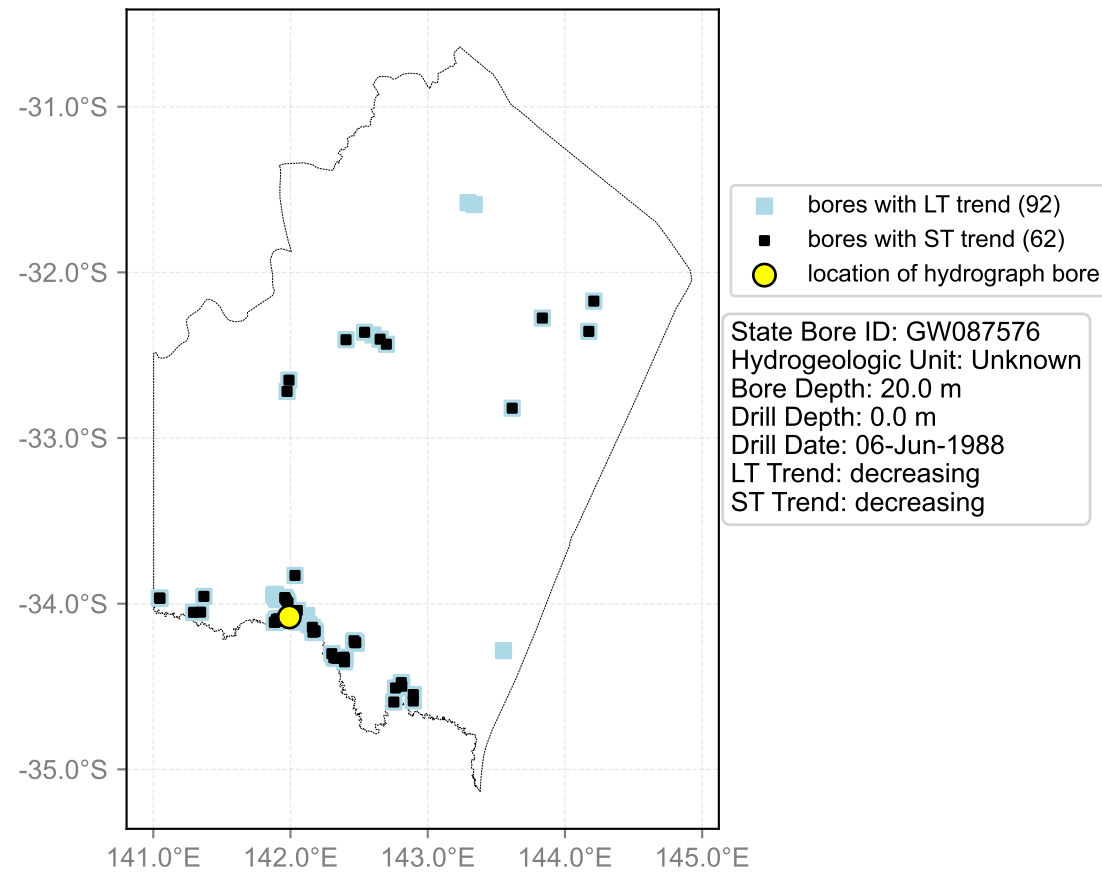 -31.0°S
-32.0°S
-33.0°S
-34.0°S
-35.0°S
141.0°E 142.0°E 143.0°E 144.0°E 145.0°E
bores with LT trend (92)
bores with ST trend (62)
location of hydrograph bore
State Bore ID: GW087576
Hydrogeologic Unit: Unknown
Bore Depth: 20.0 m
Drill Depth: 0.0 m
Drill Date: 06-Jun-1988
LT Trend: decreasing
ST Trend: decreasing